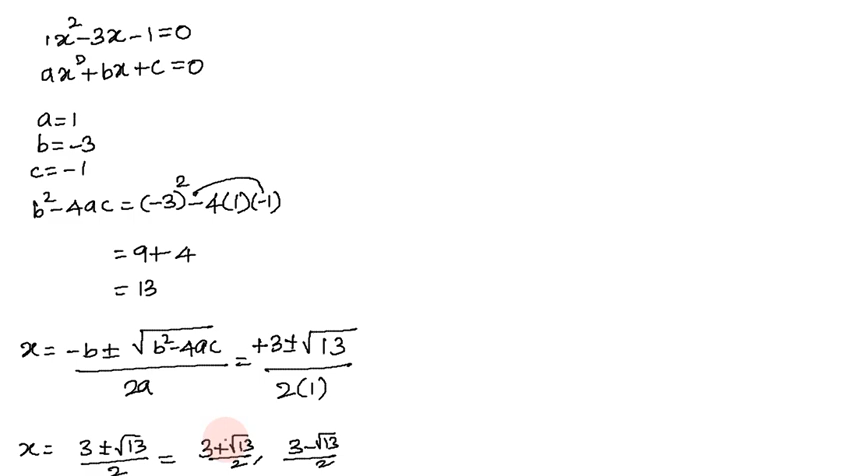 1x² - 3x - 1 = 0
ax² + bx + c = 0
a = 1
b = -3
c = -1
b² - 4ac = (-3)² - 4(1)(-1)
= 9 + 4
= 13
x = (-b ± √(b² - 4ac))/(2a) = (+3 ± √13)/(2(1))
x = (3 ± √13)/2 = (3 + √13)/2, (3 - √13)/2